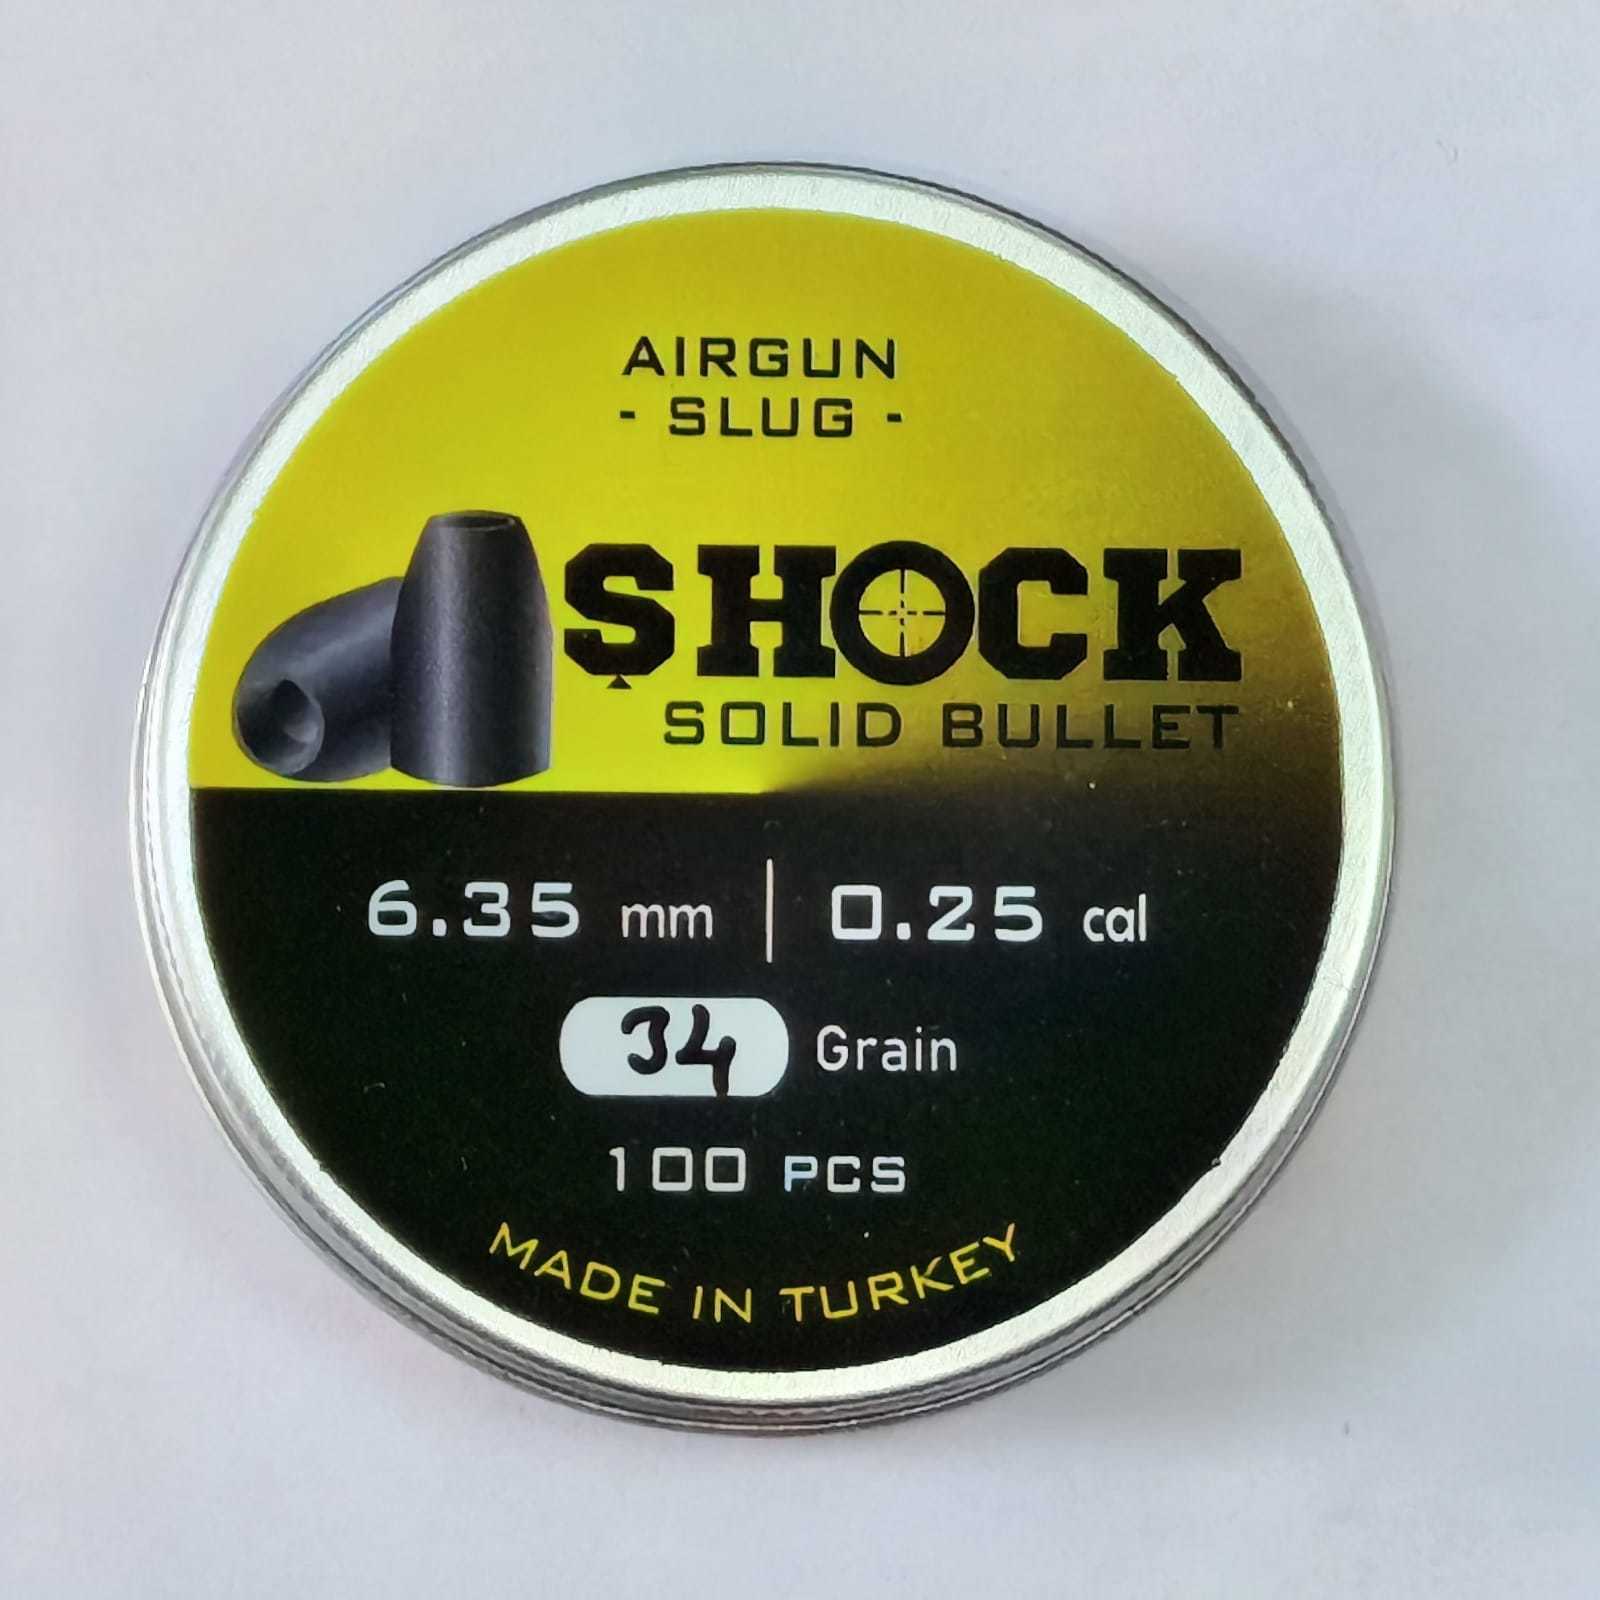 AIRGUN
- SLUG -
SHOCK
SOLID BULLET
6.35 mm | 0.25 cal
34 Grain
100 PCS
MADE IN TURKEY